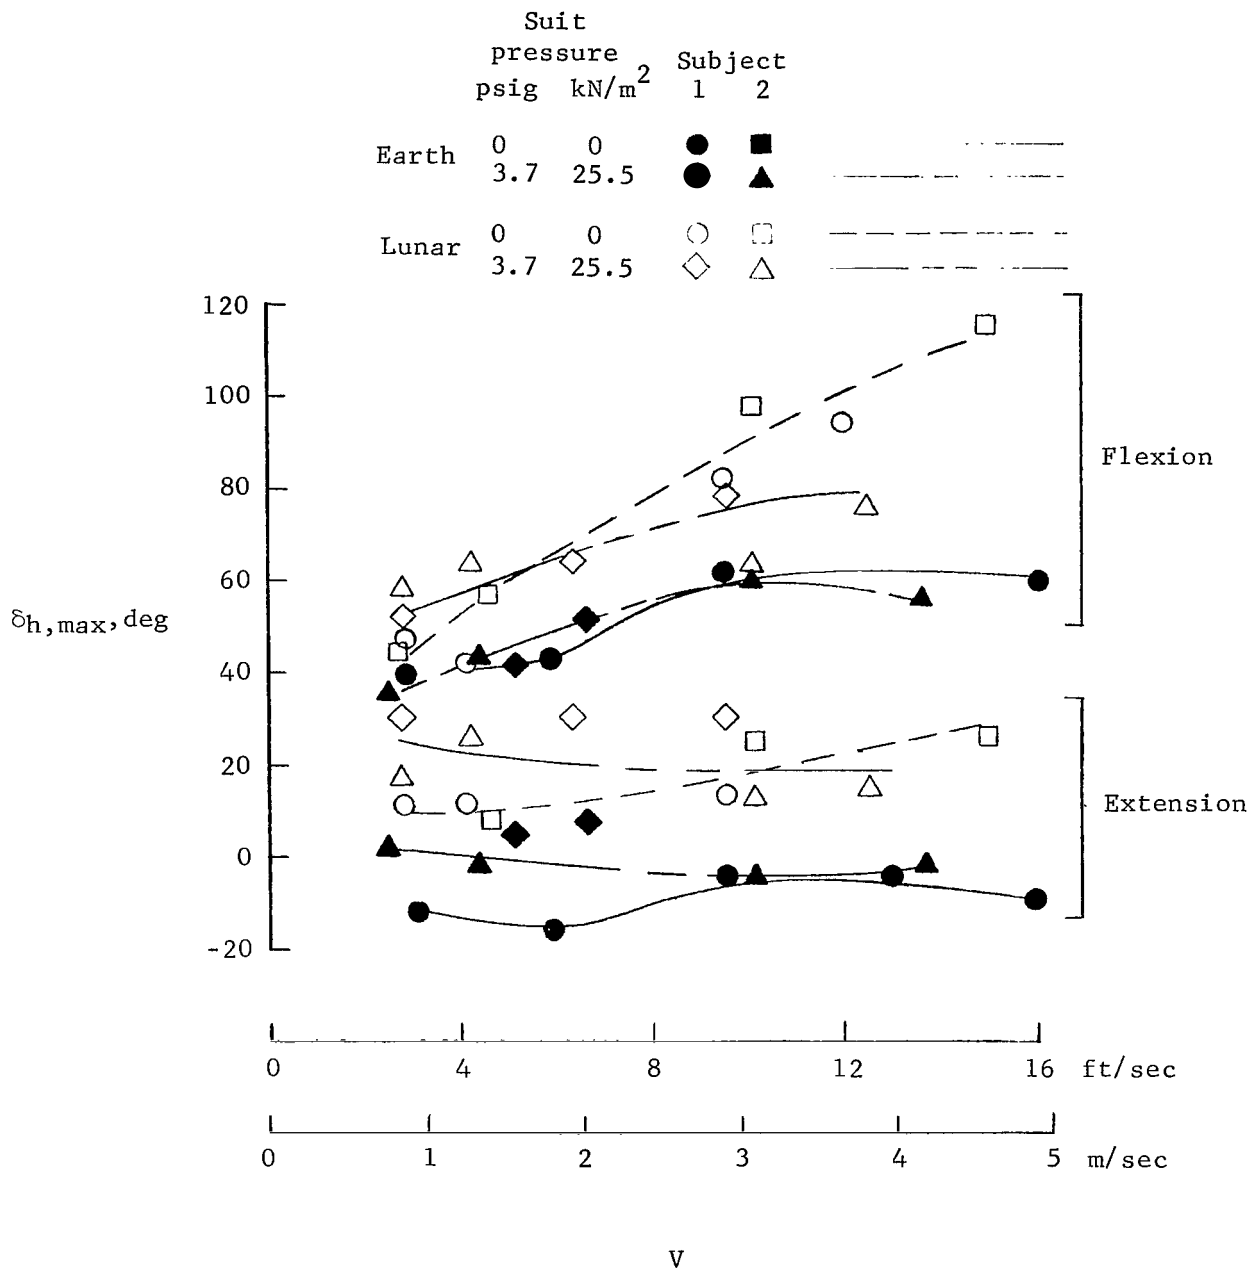 Suit
pressure Subject
psig kN/m2 1 2
Earth 0 0
3.7 25.5
Lunar 0 0
3.7 25.5
120
100
80
60
40
20
0
-20
δh,max,deg
Flexion
Extension
0 4 8 12 16 ft/sec
0 1 2 3 4 5 m/sec
V